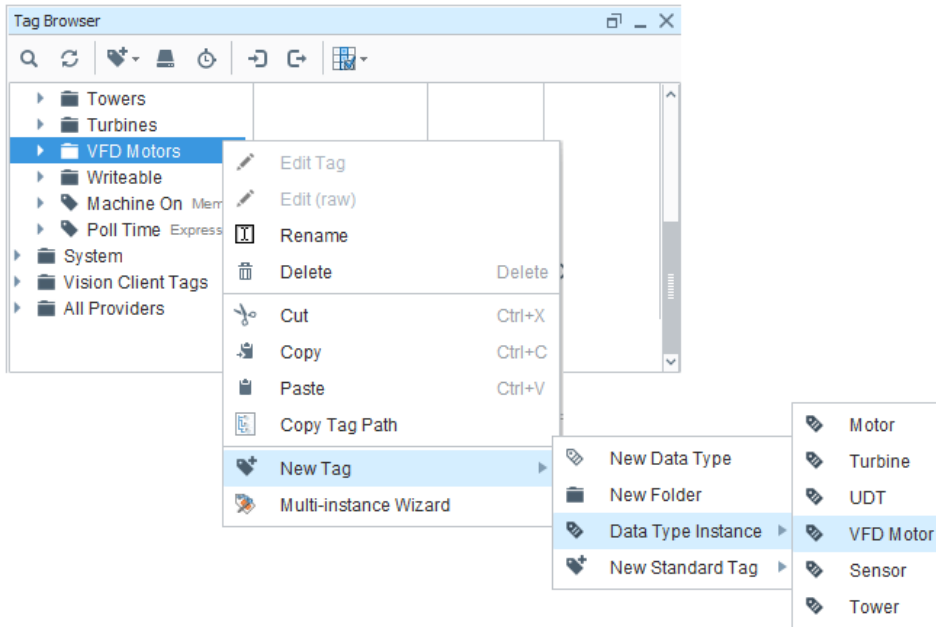 Tag Browser
Towers
Turbines
VFD Motors
Writeable
Machine On Mem
Poll Time Express
System
Vision Client Tags
All Providers
Edit Tag
Edit (raw)
Rename
Delete Delete
Cut Ctrl+X
Copy Ctrl+C
Paste Ctrl+V
Copy Tag Path
New Tag
Multi-instance Wizard
New Data Type
New Folder
Data Type Instance
New Standard Tag
Motor
Turbine
UDT
VFD Motor
Sensor
Tower